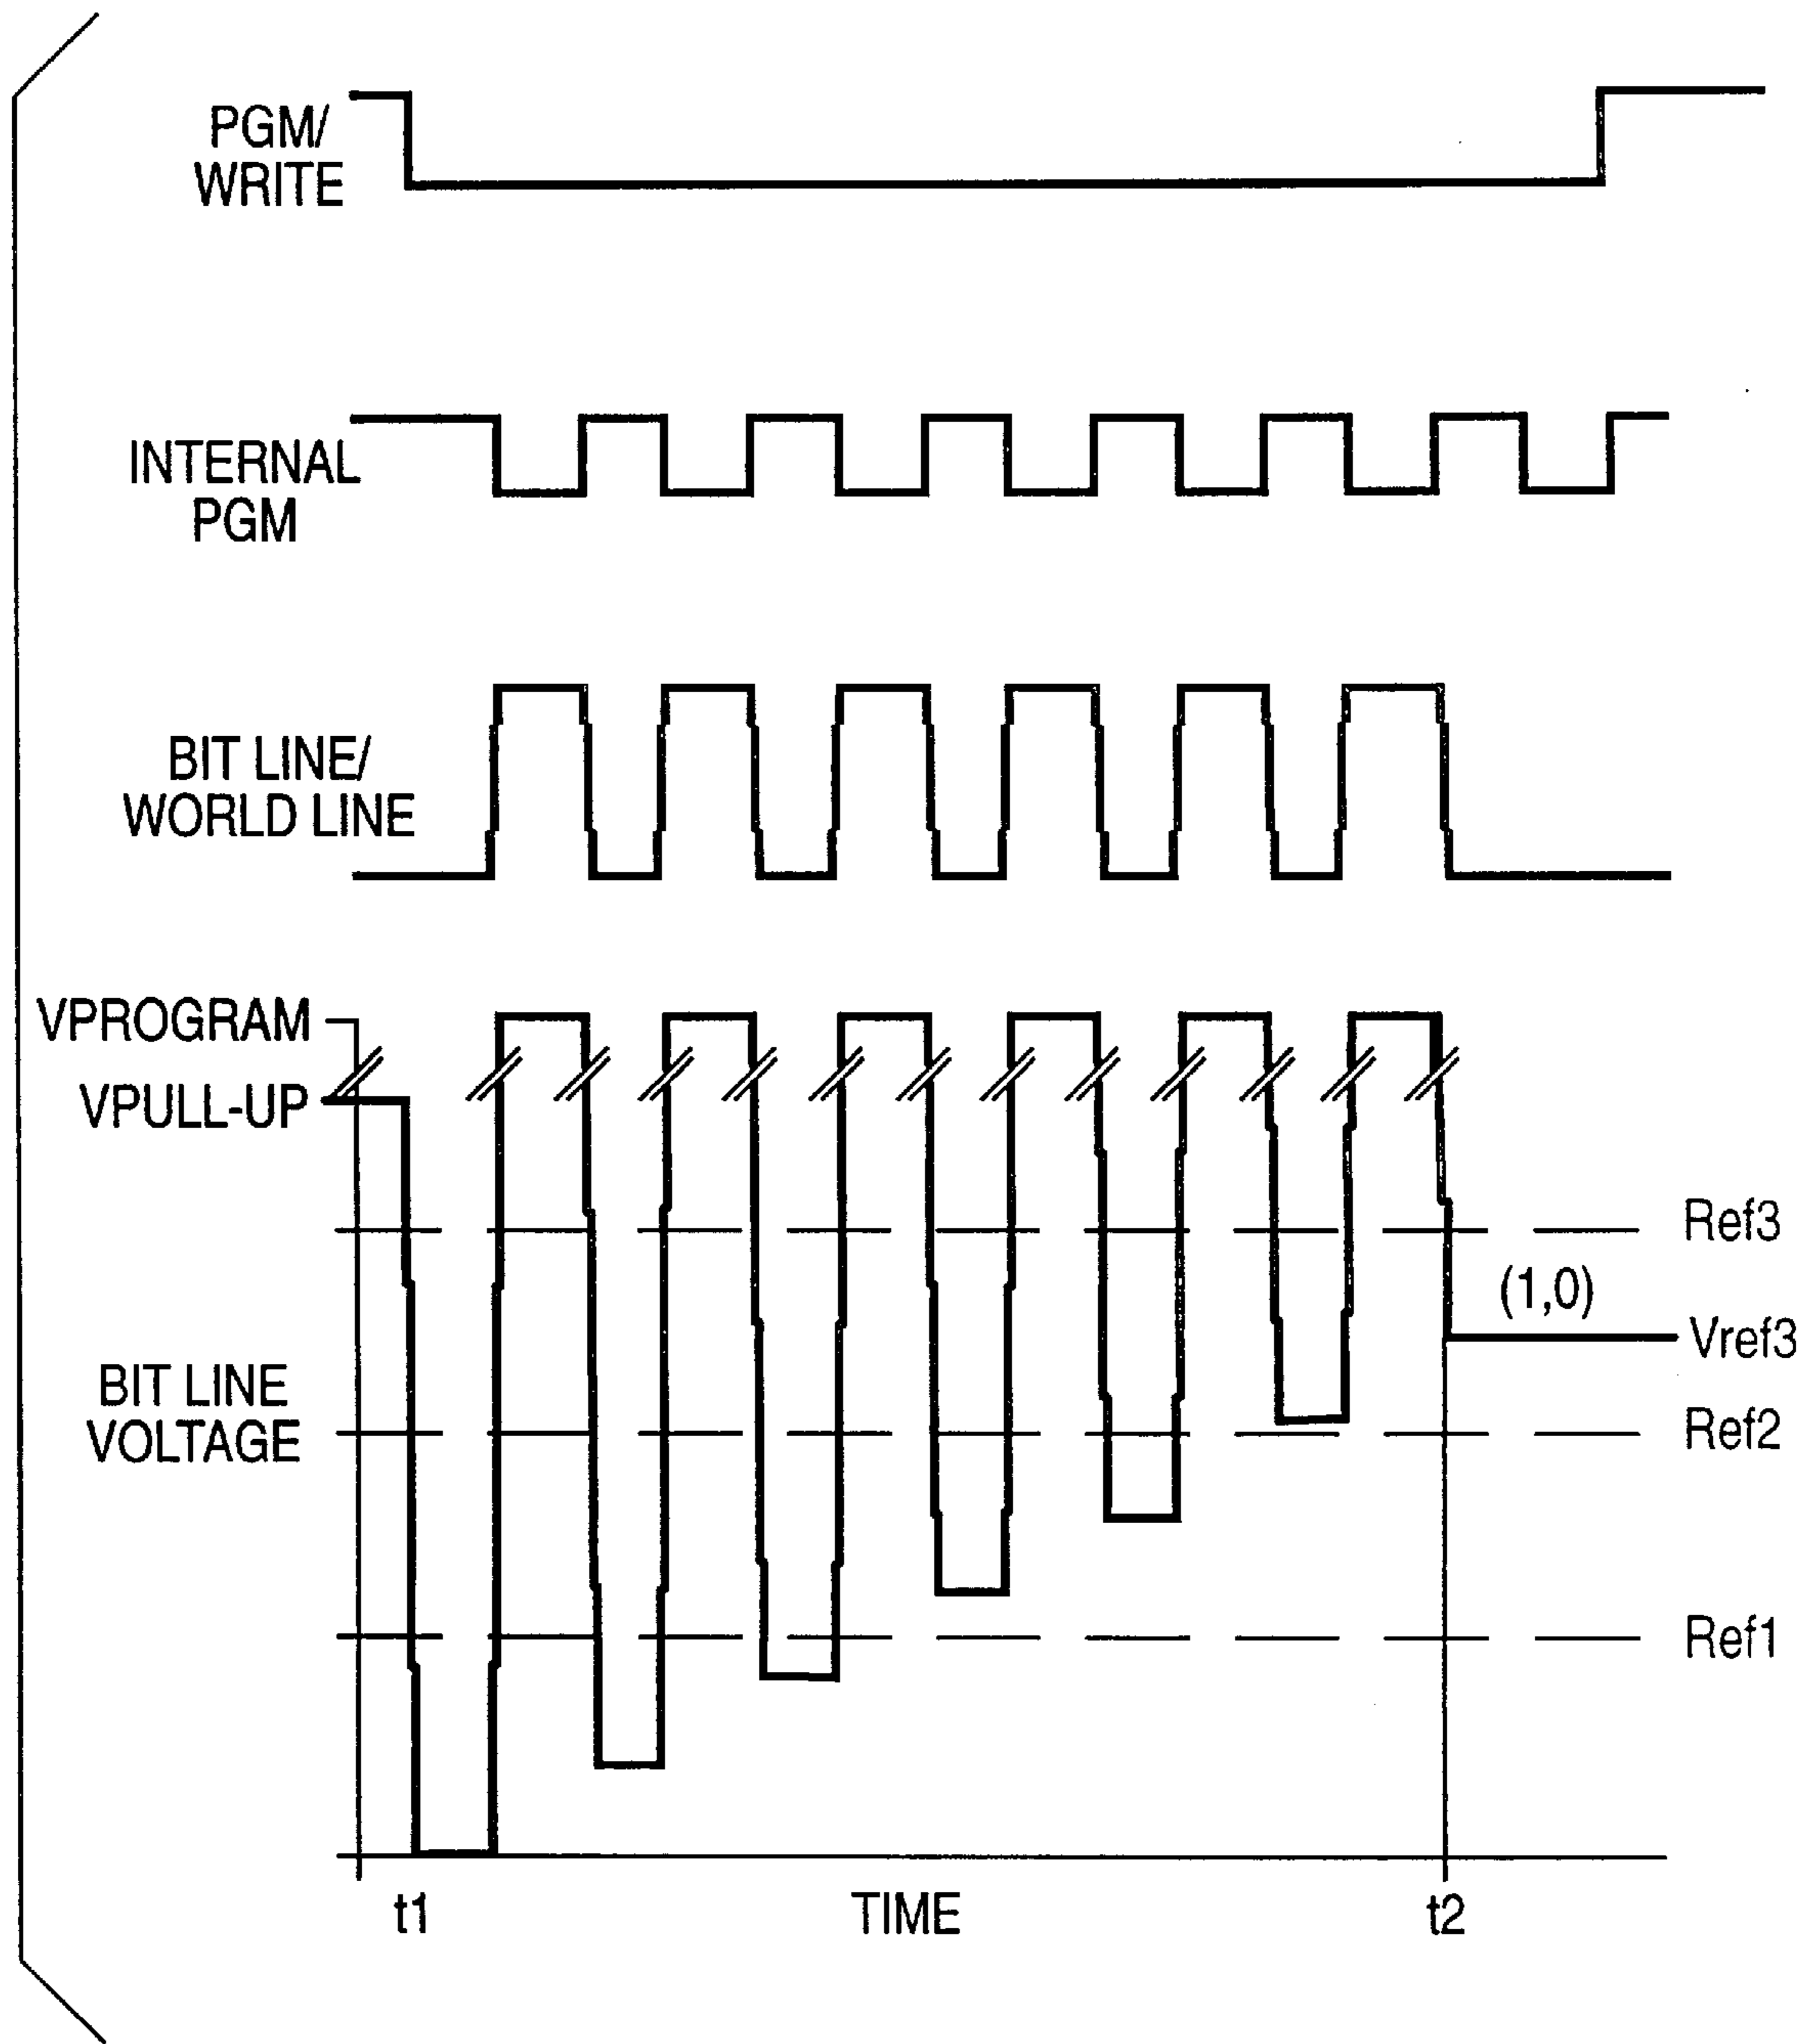 PGM/
WRITE
INTERNAL
PGM
BIT LINE/
WORLD LINE
VPROGRAM
VPULL-UP
Ref3
(1,0)
Vref3
BIT LINE
VOLTAGE
Ref2
Ref1
t1
TIME
t2